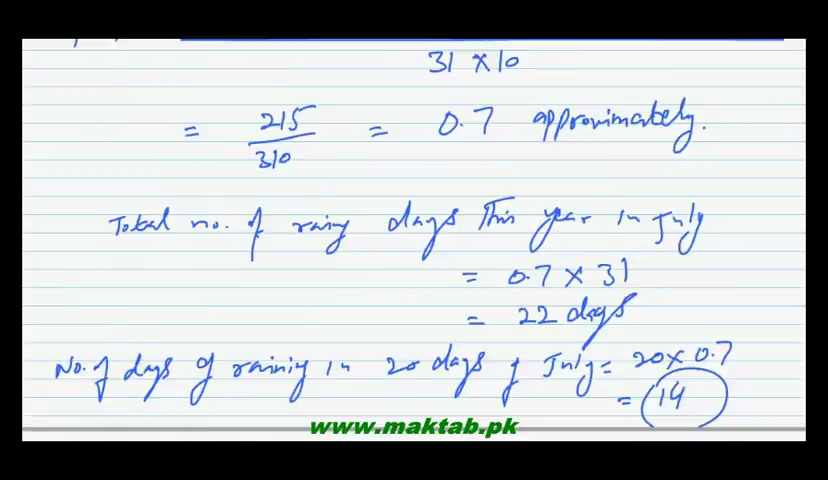 31 × 10
= 215/310 = 0.7 approximately.
Total no. of rainy days This year in July
= 0.7 × 31
= 22 days
No. of days of raining in 20 days of July = 20 × 0.7
= 14
www.maktab.pk